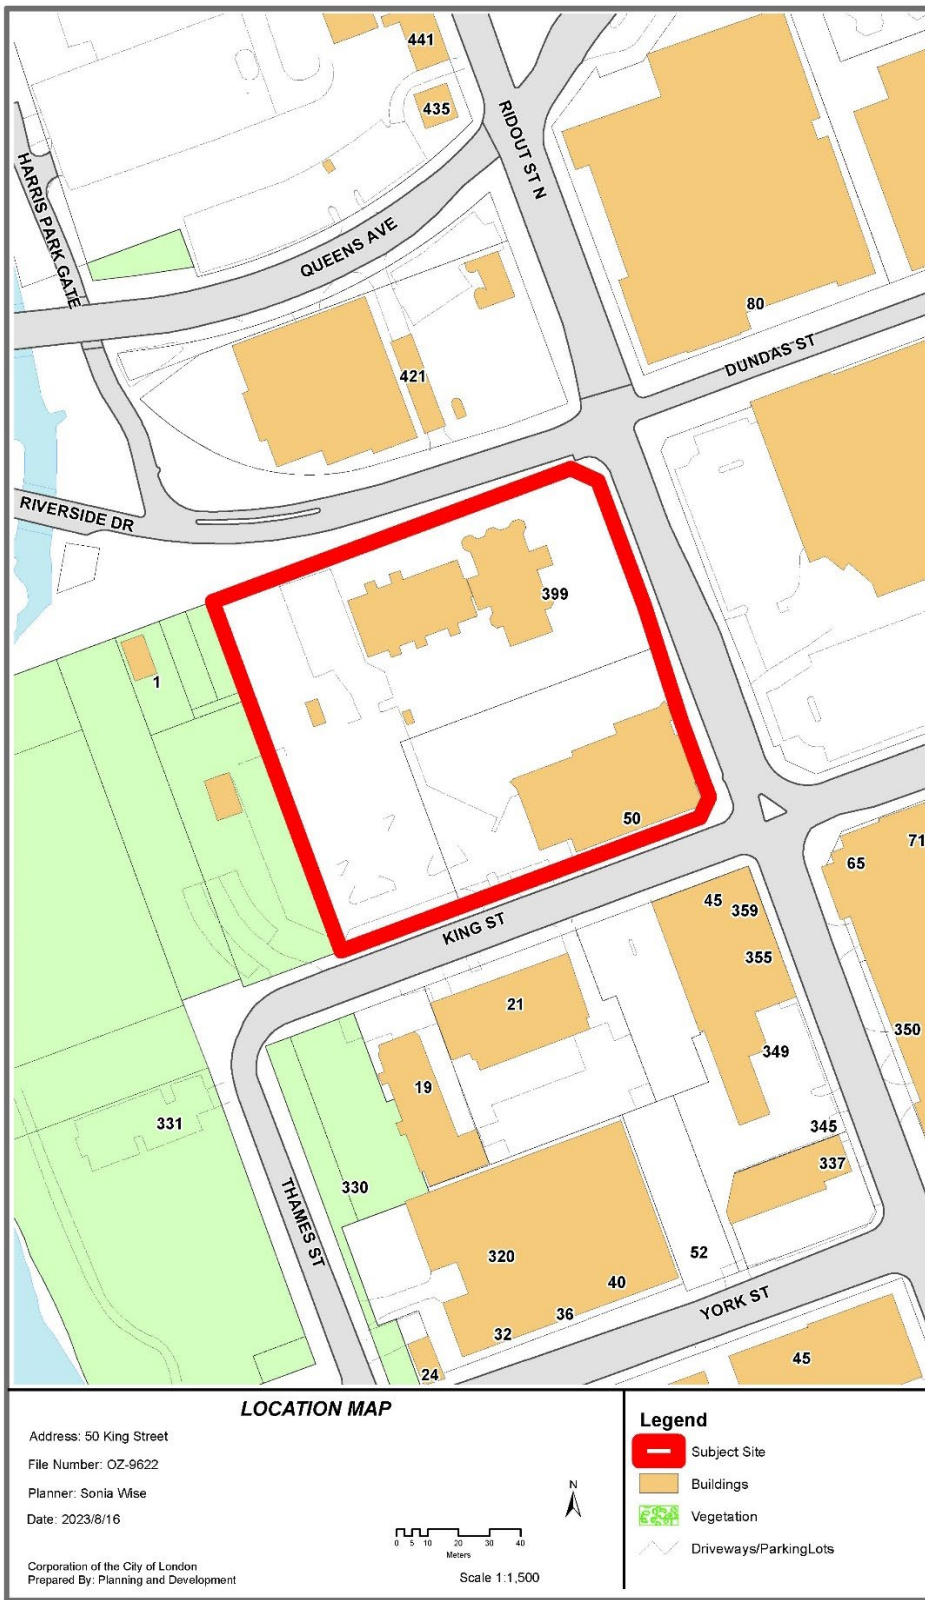 441
435
RIDOUT ST N
HARRIS PARK GATE
QUEENS AVE
80
DUNDAS ST
421
RIVERSIDE DR
399
1
50
71
65
KING ST
45
359
355
21
350
349
19
331
345
337
330
THAMES ST
320
52
40
36
YORK ST
32
45
24
LOCATION MAP
Address: 50 King Street
File Number: OZ-9622
Planner: Sonia Wise
Date: 2023/8/16
Corporation of the City of London
Prepared By: Planning and Development
N
0 5 10 20 30 40
Meters
Scale 1:1,500
Legend
Subject Site
Buildings
Vegetation
Driveways/ParkingLots